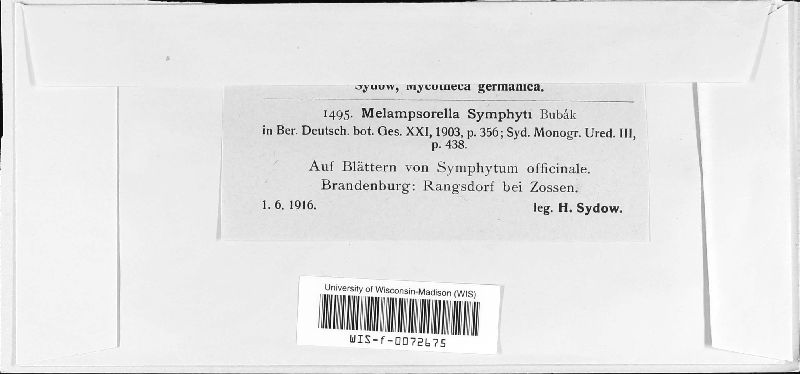 Sydow, Mycotheca germanica.
1495. Melampsorella Symphyti Bubák
in Ber. Deutsch. bot. Ges. XXI, 1903, p. 356; Syd. Monogr. Ured. III,
p. 438.
Auf Blättern von Symphytum officinale.
Brandenburg: Rangsdorf bei Zossen.
1. 6. 1916. leg. H. Sydow.
University of Wisconsin-Madison (WIS)
WIS-f-0072675